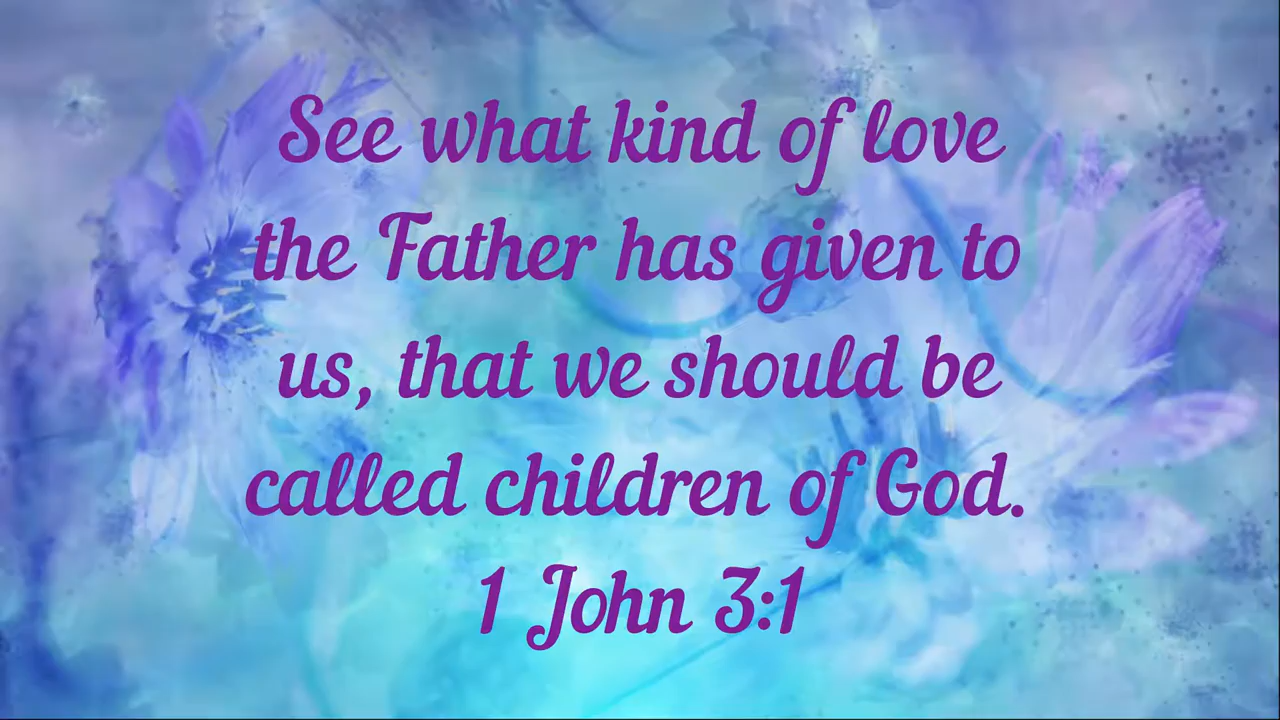 See what kind of love
the Father has given to
us, that we should be
called children of God.
1 John 3:1